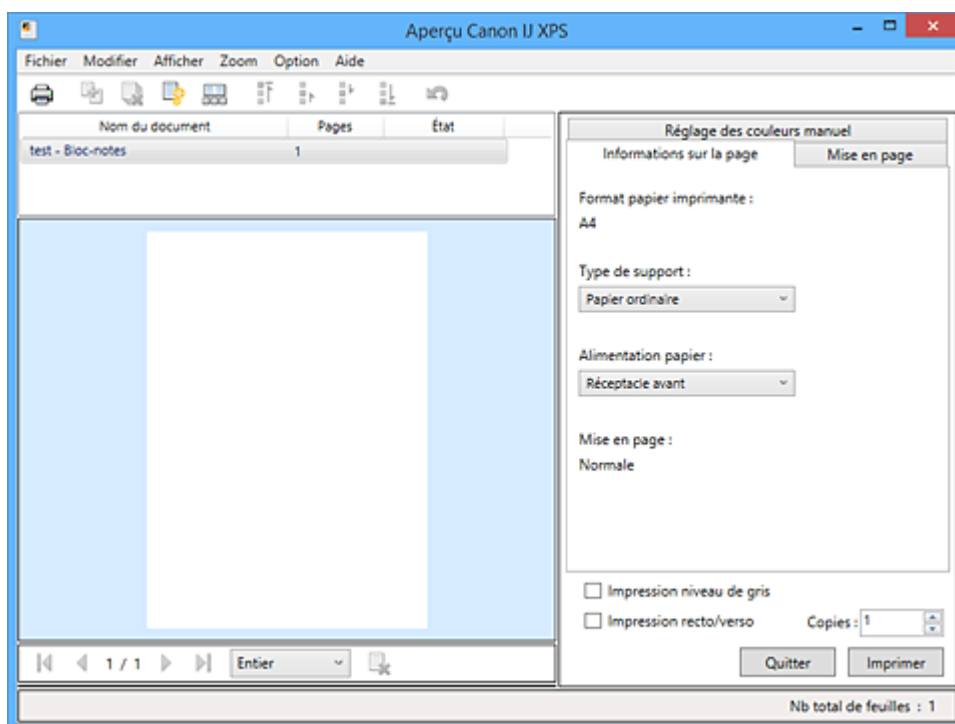 Aperçu Canon IJ XPS
Fichier Modifier Afficher Zoom Option Aide
Nom du document Pages État
test - Bloc-notes 1
Réglage des couleurs manuel
Informations sur la page Mise en page
Format papier imprimante :
A4
Type de support :
Papier ordinaire
Alimentation papier :
Réceptacle avant
Mise en page :
Normale
Impression niveau de gris
Impression recto/verso Copies : 1
1 / 1 Entier
Quitter Imprimer
Nb total de feuilles : 1